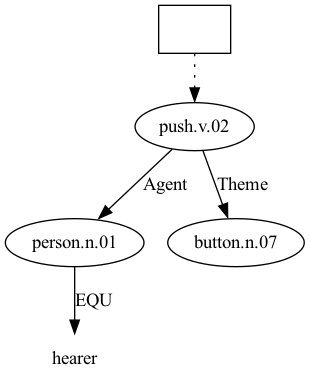 push.v.02
Agent
Theme
person.n.01
button.n.07
EQU
hearer